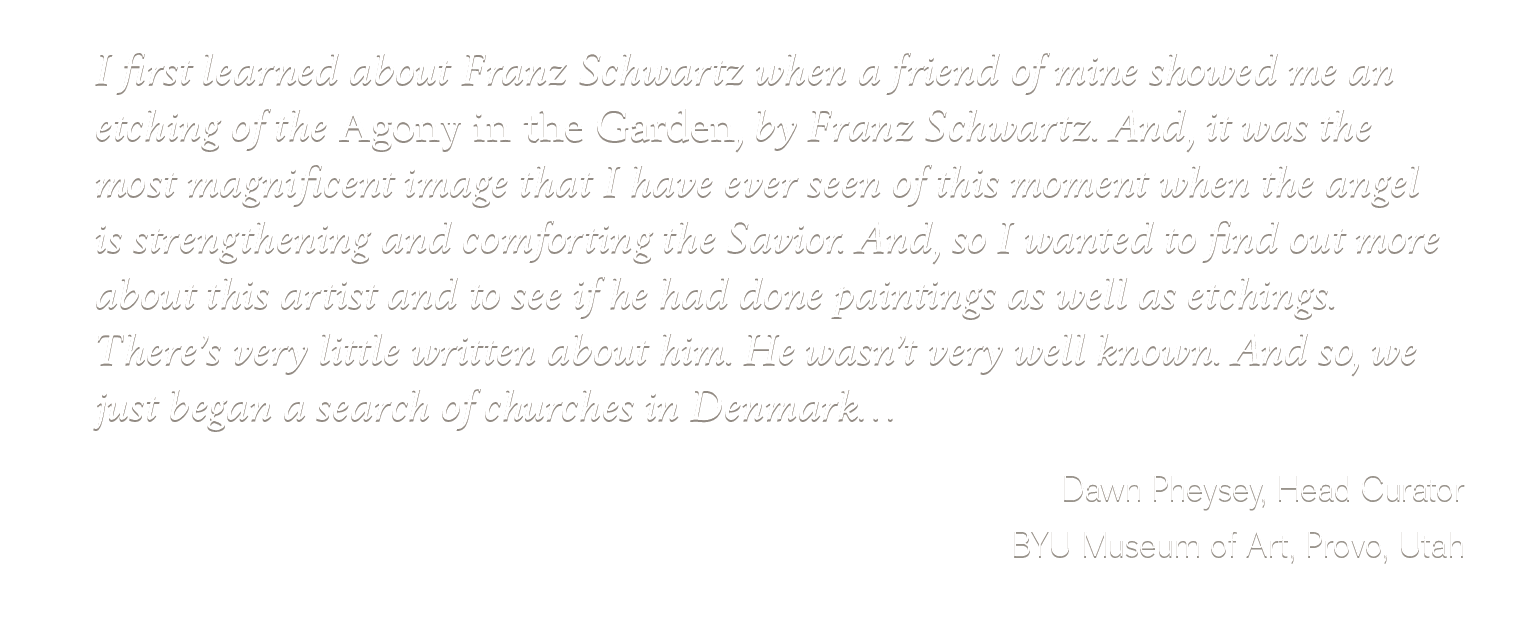 I first learned about Franz Schwartz when a friend of mine showed me an
etching of the Agony in the Garden, by Franz Schwartz. And, it was the
most magnificent image that I have ever seen of this moment when the angel
is strengthening and comforting the Savior. And, so I wanted to find out more
about this artist and to see if he had done paintings as well as etchings.
There’s very little written about him. He wasn’t very well known. And so, we
just began a search of churches in Denmark…
Dawn Pheysey, Head Curator
BYU Museum of Art, Provo, Utah